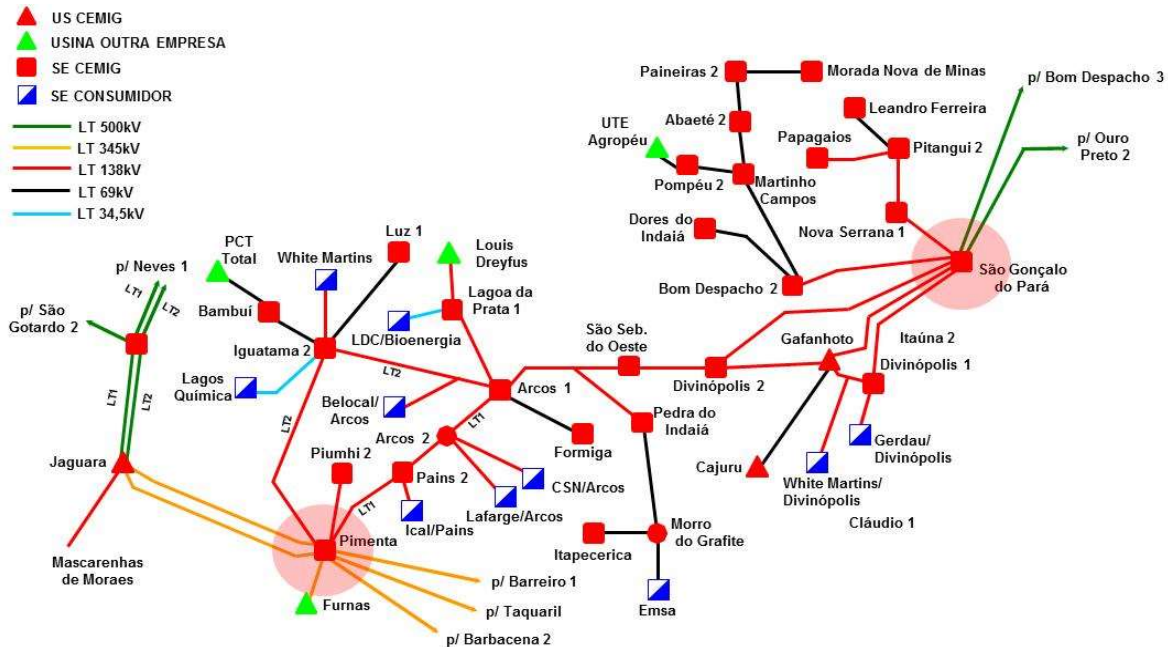 US CEMIG
USINA OUTRA EMPRESA
SE CEMIG
SE CONSUMIDOR
LT 500kV
LT 345kV
LT 138kV
LT 69kV
LT 34,5kV
Paineiras 2
Morada Nova de Minas
p/ Bom Despacho 3
Leandro Ferreira
Abaeté 2
UTE
Agropéu
Papagaios
Pitangui 2
p/ Ouro
Preto 2
Pompéu 2
Martinho
Campos
Dores do
Indaiá
Nova Serrana 1
São Gonçalo
do Pará
Bom Despacho 2
Luz 1
PCT
Total
White Martins
Louis
Dreyfus
p/ Neves 1
LT1
LT2
p/ São
Gotardo 2
Bambuí
Lagoa da
Prata 1
LDC/Bioenergia
Iguatama 2
São Seb.
do Oeste
Gafanhoto
Itaúna 2
Divinópolis 1
Divinópolis 2
LT1
LT2
Lagos
Química
LT2
Arcos 1
Belocal/
Arcos
LT2
LT1
Arcos 2
Pedra do
Indaiá
Formiga
Gerdau/
Divinópolis
Cajuru
White Martins/
Divinópolis
Cláudio 1
Jaguara
Piumhi 2
Pains 2
CSN/Arcos
Lafarge/Arcos
LT1
Ical/Pains
Pimenta
Itapecerica
Morro
do Grafite
Mascarenhas
de Moraes
p/ Barreiro 1
Furnas
p/ Taquaril
Emsa
p/ Barbacena 2